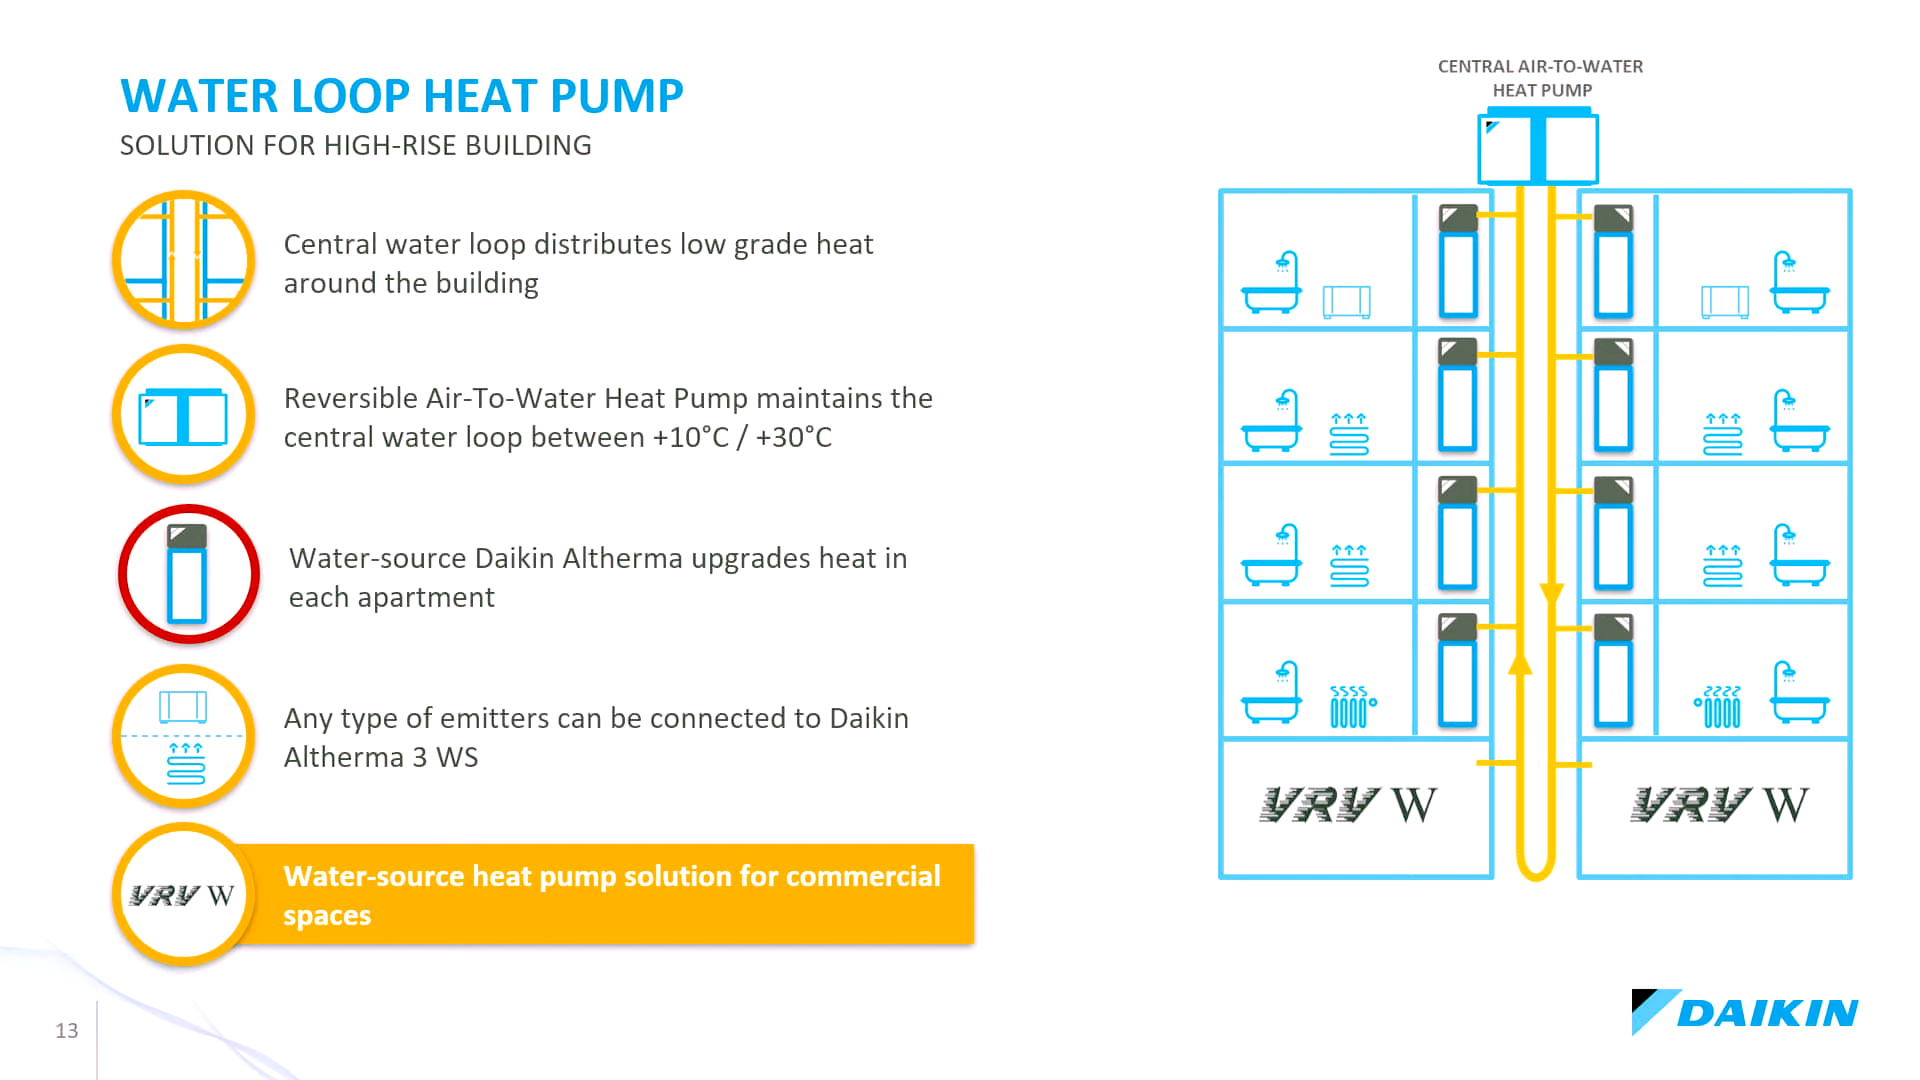 WATER LOOP HEAT PUMP
SOLUTION FOR HIGH-RISE BUILDING
Central water loop distributes low grade heat
around the building
Reversible Air-To-Water Heat Pump maintains the
central water loop between +10°C / +30°C
Water-source Daikin Altherma upgrades heat in
each apartment
Any type of emitters can be connected to Daikin
Altherma 3 WS
VRV W
Water-source heat pump solution for commercial
spaces
CENTRAL AIR-TO-WATER
HEAT PUMP
VRV W
VRV W
13
DAIKIN